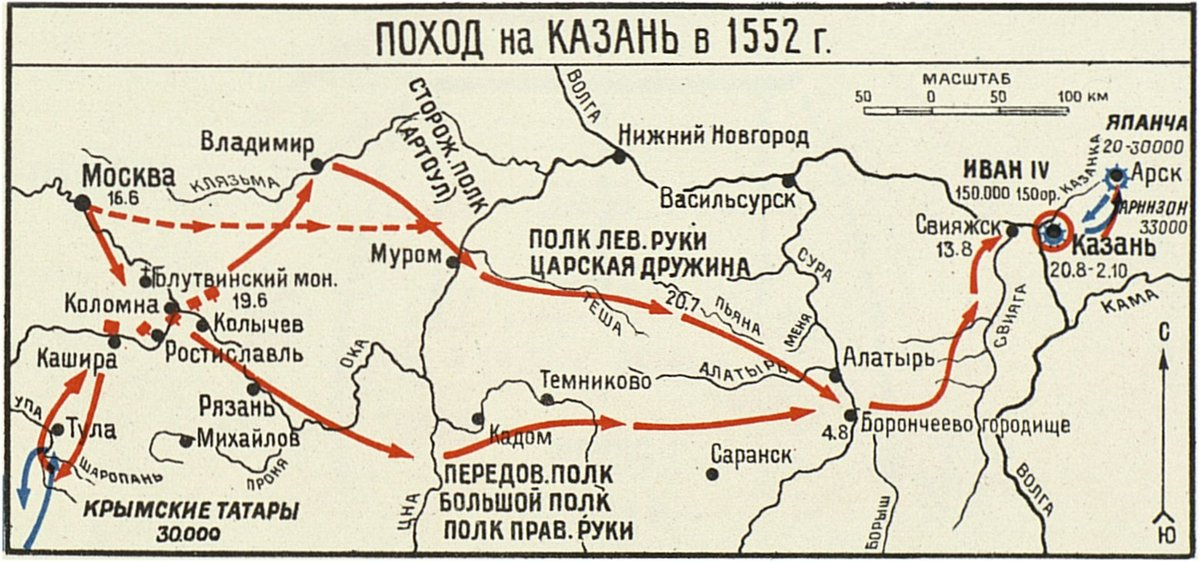 ПОХОД на КАЗАНЬ в 1552 г.
МАСШТАБ
50 0 50 100 км
ВОЛГА
СТОРОЖ. ПОЛК
(АРТОУЛ)
Владимир
Нижний Новгород
ЯПАНЧА
20-30000
Москва
16.6
КЛЯЗЬМА
Васильсурск
ИВАН IV
150.000 150ор.
КАЗАНКА
Арск
ГАРНИЗОН
33000
Свияжск
13.8
Казань
20.8-2.10
ПОЛК ЛЕВ. РУКИ
ЦАРСКАЯ ДРУЖИНА
Муром
СУРА
Блутвинский мон.
19.6
Коломна
Колычев
20.7
ПЬЯНА
ТЕША
МЕНЯ
СВИЯГА
КАМА
Кашира
Ростиславль
ОКА
АЛАТЫРЬ
Алатырь
С
УПА
Тула
Рязань
Темниково
Михайлов
Кадом
4.8
Борончеево городище
ШАРОПАНЬ
ПРОНЯ
Саранск
ПЕРЕДОВ. ПОЛК
БОЛЬШОЙ ПОЛК
ПОЛК ПРАВ. РУКИ
КРЫМСКИЕ ТАТАРЫ
30.000
ЦНА
БОРЫШ
ВОЛГА
Ю